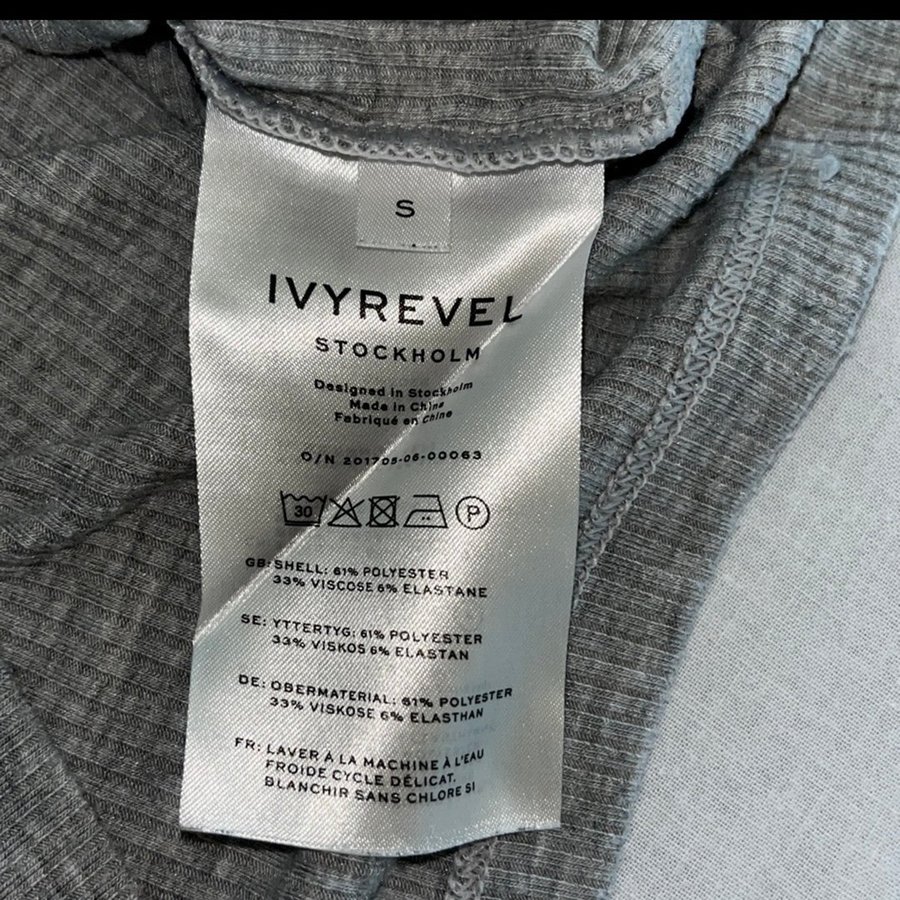 S
IVYREVEL
STOCKHOLM
Designed in Stockholm
Made in China
Fabriqué en Chine
O/N 201705-06-00063
30 P
GB: SHELL: 61% POLYESTER
33% VISCOSE 6% ELASTANE
SE: YTTERTYG: 61% POLYESTER
33% VISKOS 6% ELASTAN
DE: OBERMATERIAL: 61% POLYESTER
33% VISKOSE 6% ELASTHAN
FR: LAVER À LA MACHINE À L'EAU
FROIDE CYCLE DÉLICAT.
BLANCHIR SANS CHLORE SI